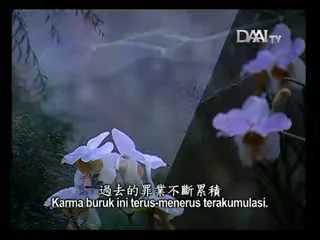 DAAI TV
過去的罪業不斷累積
Karma buruk ini terus-menerus terakumulasi.